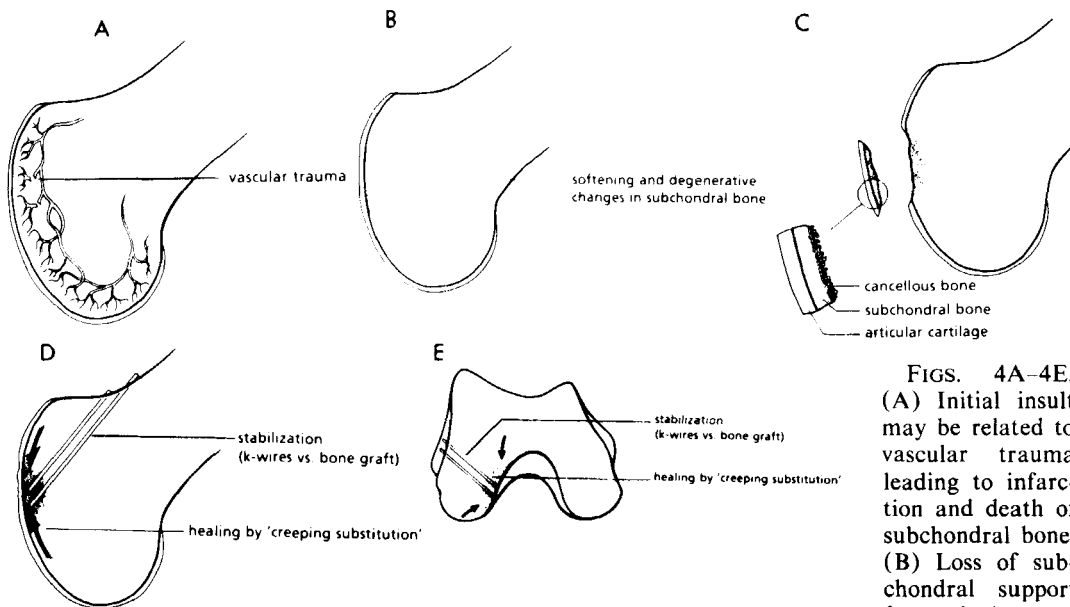 A
vascular trauma
B
softening and degenerative
changes in subchondral bone
C
cancellous bone
subchondral bone
articular cartilage
D
stabilization
(k-wires vs. bone graft)
healing by 'creeping substitution'
E
stabilization
(k-wires vs. bone graft)
healing by 'creeping substitution'
FIGS. 4A–4E.
(A) Initial insult
may be related to
vascular trauma
leading to infarc-
tion and death of
subchondral bone.
(B) Loss of sub-
chondral support